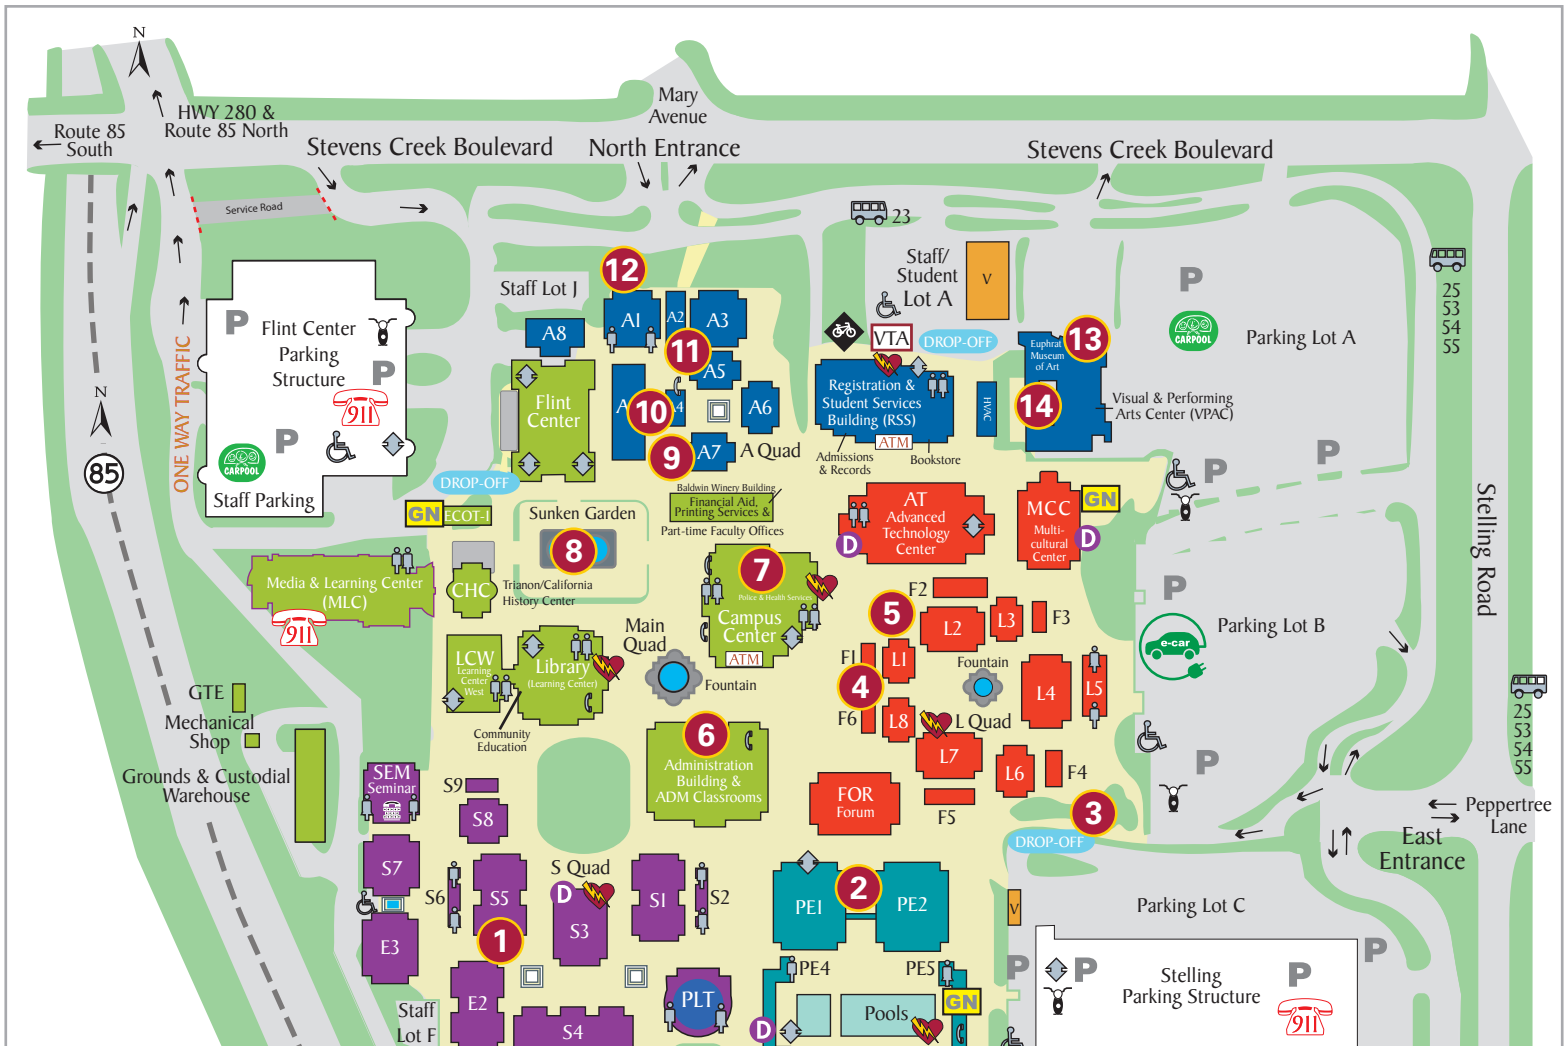 N
HWY 280 &
Route 85 North
Route 85
South
Mary
Avenue
Stevens Creek Boulevard
North Entrance
Stevens Creek Boulevard
Service Road
23
Staff/
Student
Lot A
V
25
53
54
55
12
Staff Lot J
A8
A1
A2
A3
11
A5
A6
10
A4
9
A7
A Quad
P
Flint Center
Parking
Structure
P
911
P
CARPOOL
Staff Parking
ONE WAY TRAFFIC
N
85
Flint
Center
DROP-OFF
GN
ECOT-1
VTA
DROP-OFF
Registration &
Student Services
Building (RSS)
ATM
Admissions
& Records
Bookstore
HVAC
Euphrat
Museum
of Art
13
14
Visual & Performing
Arts Center (VPAC)
P
CARPOOL
Parking Lot A
P
P
Stelling Road
Baldwin Winery Building
Financial Aid,
Printing Services &
Part-time Faculty Offices
Sunken Garden
8
AT
Advanced
Technology
Center
D
MCC
Multi-
cultural
Center
GN
D
Media & Learning Center
(MLC)
911
CHC
Trianon/California
History Center
7
Police & Health Services
Campus
Center
ATM
Main
Quad
Fountain
F2
5
L2
L3
F3
F1
L1
4
F6
L8
Fountain
L4
L5
L Quad
L7
L6
F4
F5
P
e-car
Parking Lot B
P
25
53
54
55
LCW
Learning
Center
West
Library
(Learning Center)
Community
Education
GTE
Mechanical
Shop
Grounds & Custodial
Warehouse
6
Administration
Building &
ADM Classrooms
FOR
Forum
3
DROP-OFF
Peppertree
Lane
East
Entrance
SEM
Seminar
S9
S8
S7
S6
S5
S Quad
D
S3
S1
S2
1
E3
E2
Staff
Lot F
S4
PLT
2
PE1
PE2
PE4
PE5
GN
D
Pools
V
Parking Lot C
P
P
P
P
Stelling
Parking Structure
911